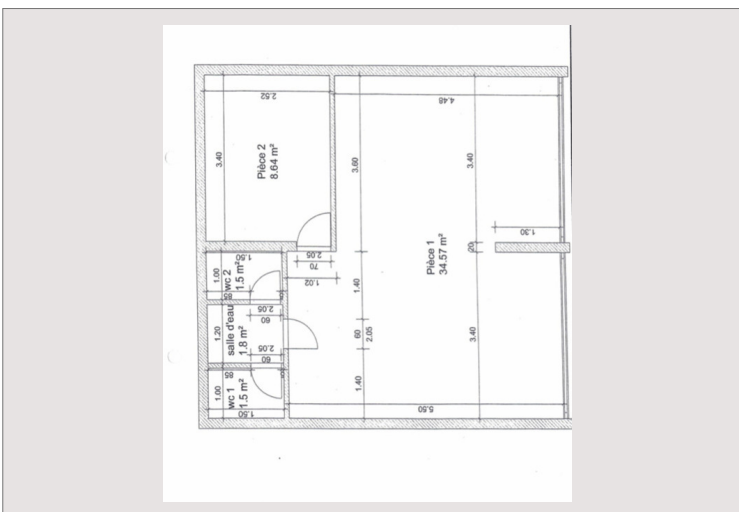 2.52
4.48
3.40
Pièce 2
8.64 m²
3.60
3.40
1.30
20
Pièce 1
34.57 m²
2.05
70
1.02
1.50
1.00
wc 2
1.5 m²
85
2.05
60
1.40
1.20
salle d'eau
1.8 m²
60
2.05
2.05
60
3.40
85
1.00
wc 1
1.5 m²
1.50
1.40
5.50